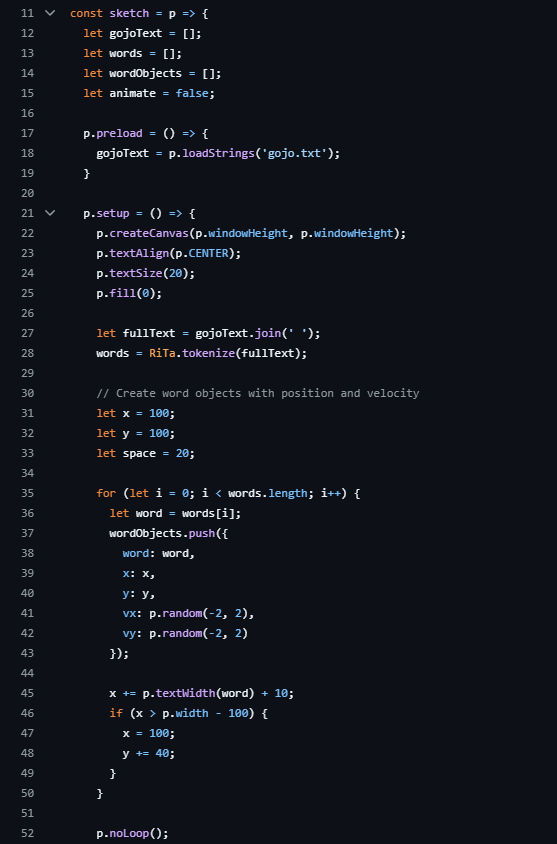 11 const sketch = p => {
12 let gojoText = [];
13 let words = [];
14 let wordObjects = [];
15 let animate = false;
16
17 p.preload = () => {
18 gojoText = p.loadStrings('gojo.txt');
19 }
20
21 p.setup = () => {
22 p.createCanvas(p.windowHeight, p.windowHeight);
23 p.textAlign(p.CENTER);
24 p.textSize(20);
25 p.fill(0);
26
27 let fullText = gojoText.join(' ');
28 words = RiTa.tokenize(fullText);
29
30 // Create word objects with position and velocity
31 let x = 100;
32 let y = 100;
33 let space = 20;
34
35 for (let i = 0; i < words.length; i++) {
36 let word = words[i];
37 wordObjects.push({
38 word: word,
39 x: x,
40 y: y,
41 vx: p.random(-2, 2),
42 vy: p.random(-2, 2)
43 });
44
45 x += p.textWidth(word) + 10;
46 if (x > p.width - 100) {
47 x = 100;
48 y += 40;
49 }
50 }
51
52 p.noLoop();